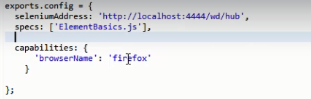 exports.config = {
seleniumAddress: 'http://localhost:4444/wd/hub',
specs: ['ElementBasics.js'],
capabilities: {
'browserName': 'firefox'
}
};